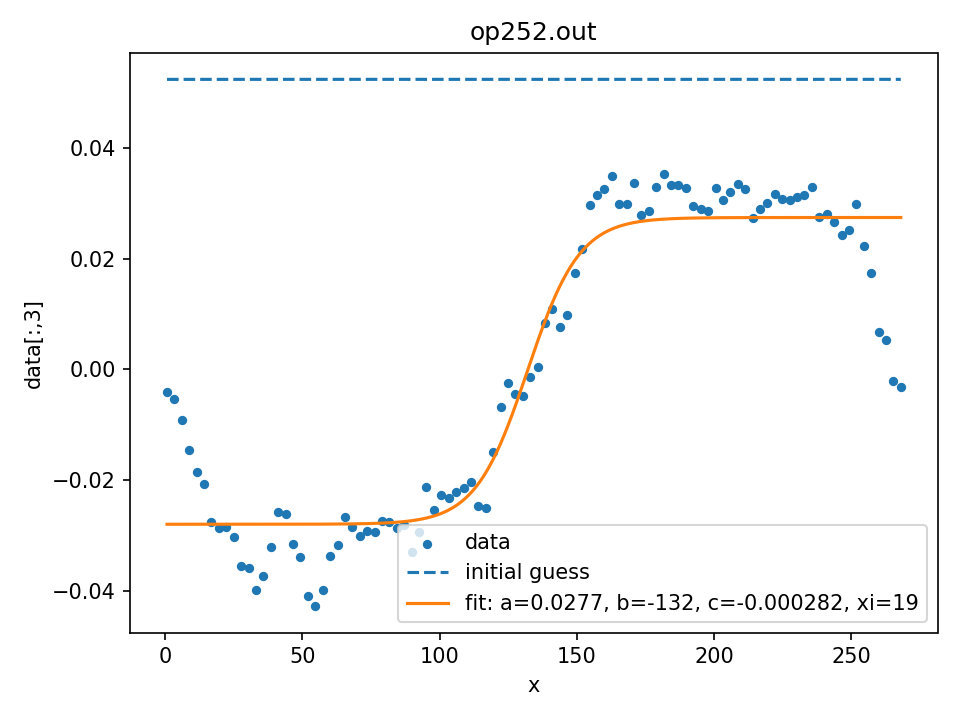 op252.out
0.04
0.02
0.00
−0.02
−0.04
data[:,3]
data
initial guess
fit: a=0.0277, b=-132, c=-0.000282, xi=19
0 50 100 150 200 250
x